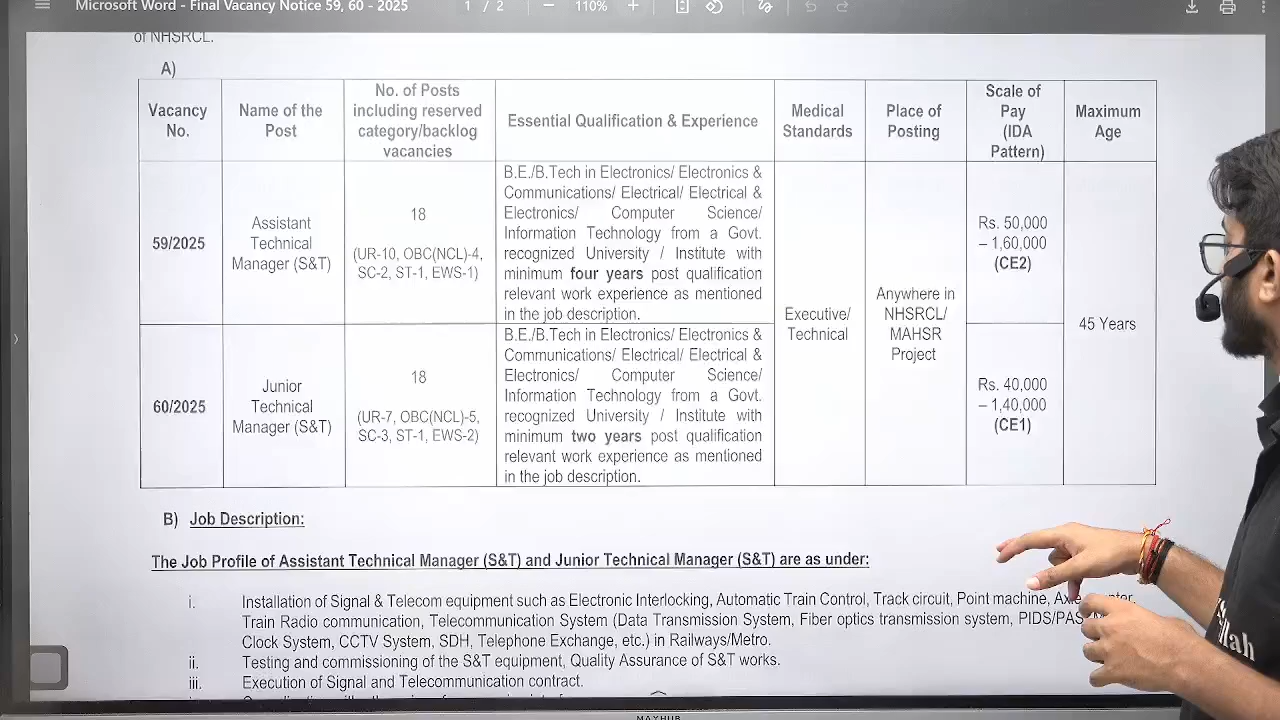 Microsoft Word - Final Vacancy Notice 59, 60 - 2025
1 / 2
110%
of NHSRCL.
A)
Vacancy No.
Name of the Post
No. of Posts including reserved category/backlog vacancies
Essential Qualification & Experience
Medical Standards
Place of Posting
Scale of Pay (IDA Pattern)
Maximum Age
59/2025
Assistant Technical Manager (S&T)
18
(UR-10, OBC(NCL)-4, SC-2, ST-1, EWS-1)
B.E./B.Tech in Electronics/ Electronics &
Communications/ Electrical/ Electrical &
Electronics/ Computer Science/
Information Technology from a Govt.
recognized University / Institute with
minimum four years post qualification
relevant work experience as mentioned
in the job description.
Executive/ Technical
Anywhere in NHSRCL/ MAHSR Project
Rs. 50,000 – 1,60,000 (CE2)
45 Years
60/2025
Junior Technical Manager (S&T)
18
(UR-7, OBC(NCL)-5, SC-3, ST-1, EWS-2)
B.E./B.Tech in Electronics/ Electronics &
Communications/ Electrical/ Electrical &
Electronics/ Computer Science/
Information Technology from a Govt.
recognized University / Institute with
minimum two years post qualification
relevant work experience as mentioned
in the job description.
Rs. 40,000 – 1,40,000 (CE1)
B) Job Description:
The Job Profile of Assistant Technical Manager (S&T) and Junior Technical Manager (S&T) are as under:
i. Installation of Signal & Telecom equipment such as Electronic Interlocking, Automatic Train Control, Track circuit, Point machine,
Train Radio communication, Telecommunication System (Data Transmission System, Fiber optics transmission system,
Clock System, CCTV System, SDH, Telephone Exchange, etc.) in Railways/Metro.
ii. Testing and commissioning of the S&T equipment, Quality Assurance of S&T works.
iii. Execution of Signal and Telecommunication contract.
MAXHUB